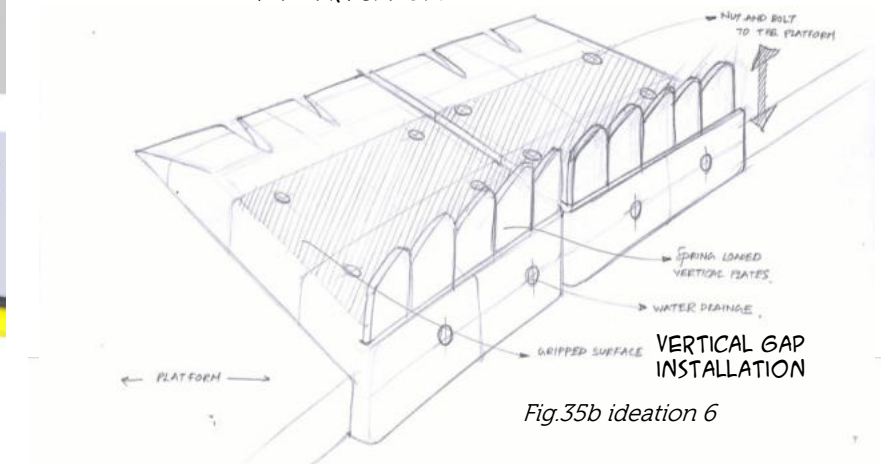 NUT AND BOLT
TO THE PLATFORM
SPRING LOADED
VERTICAL PLATES.
WATER DRAINGE.
GRIPPED SURFACE
VERTICAL GAP
INSTALLATION
PLATFORM
Fig.35b ideation 6